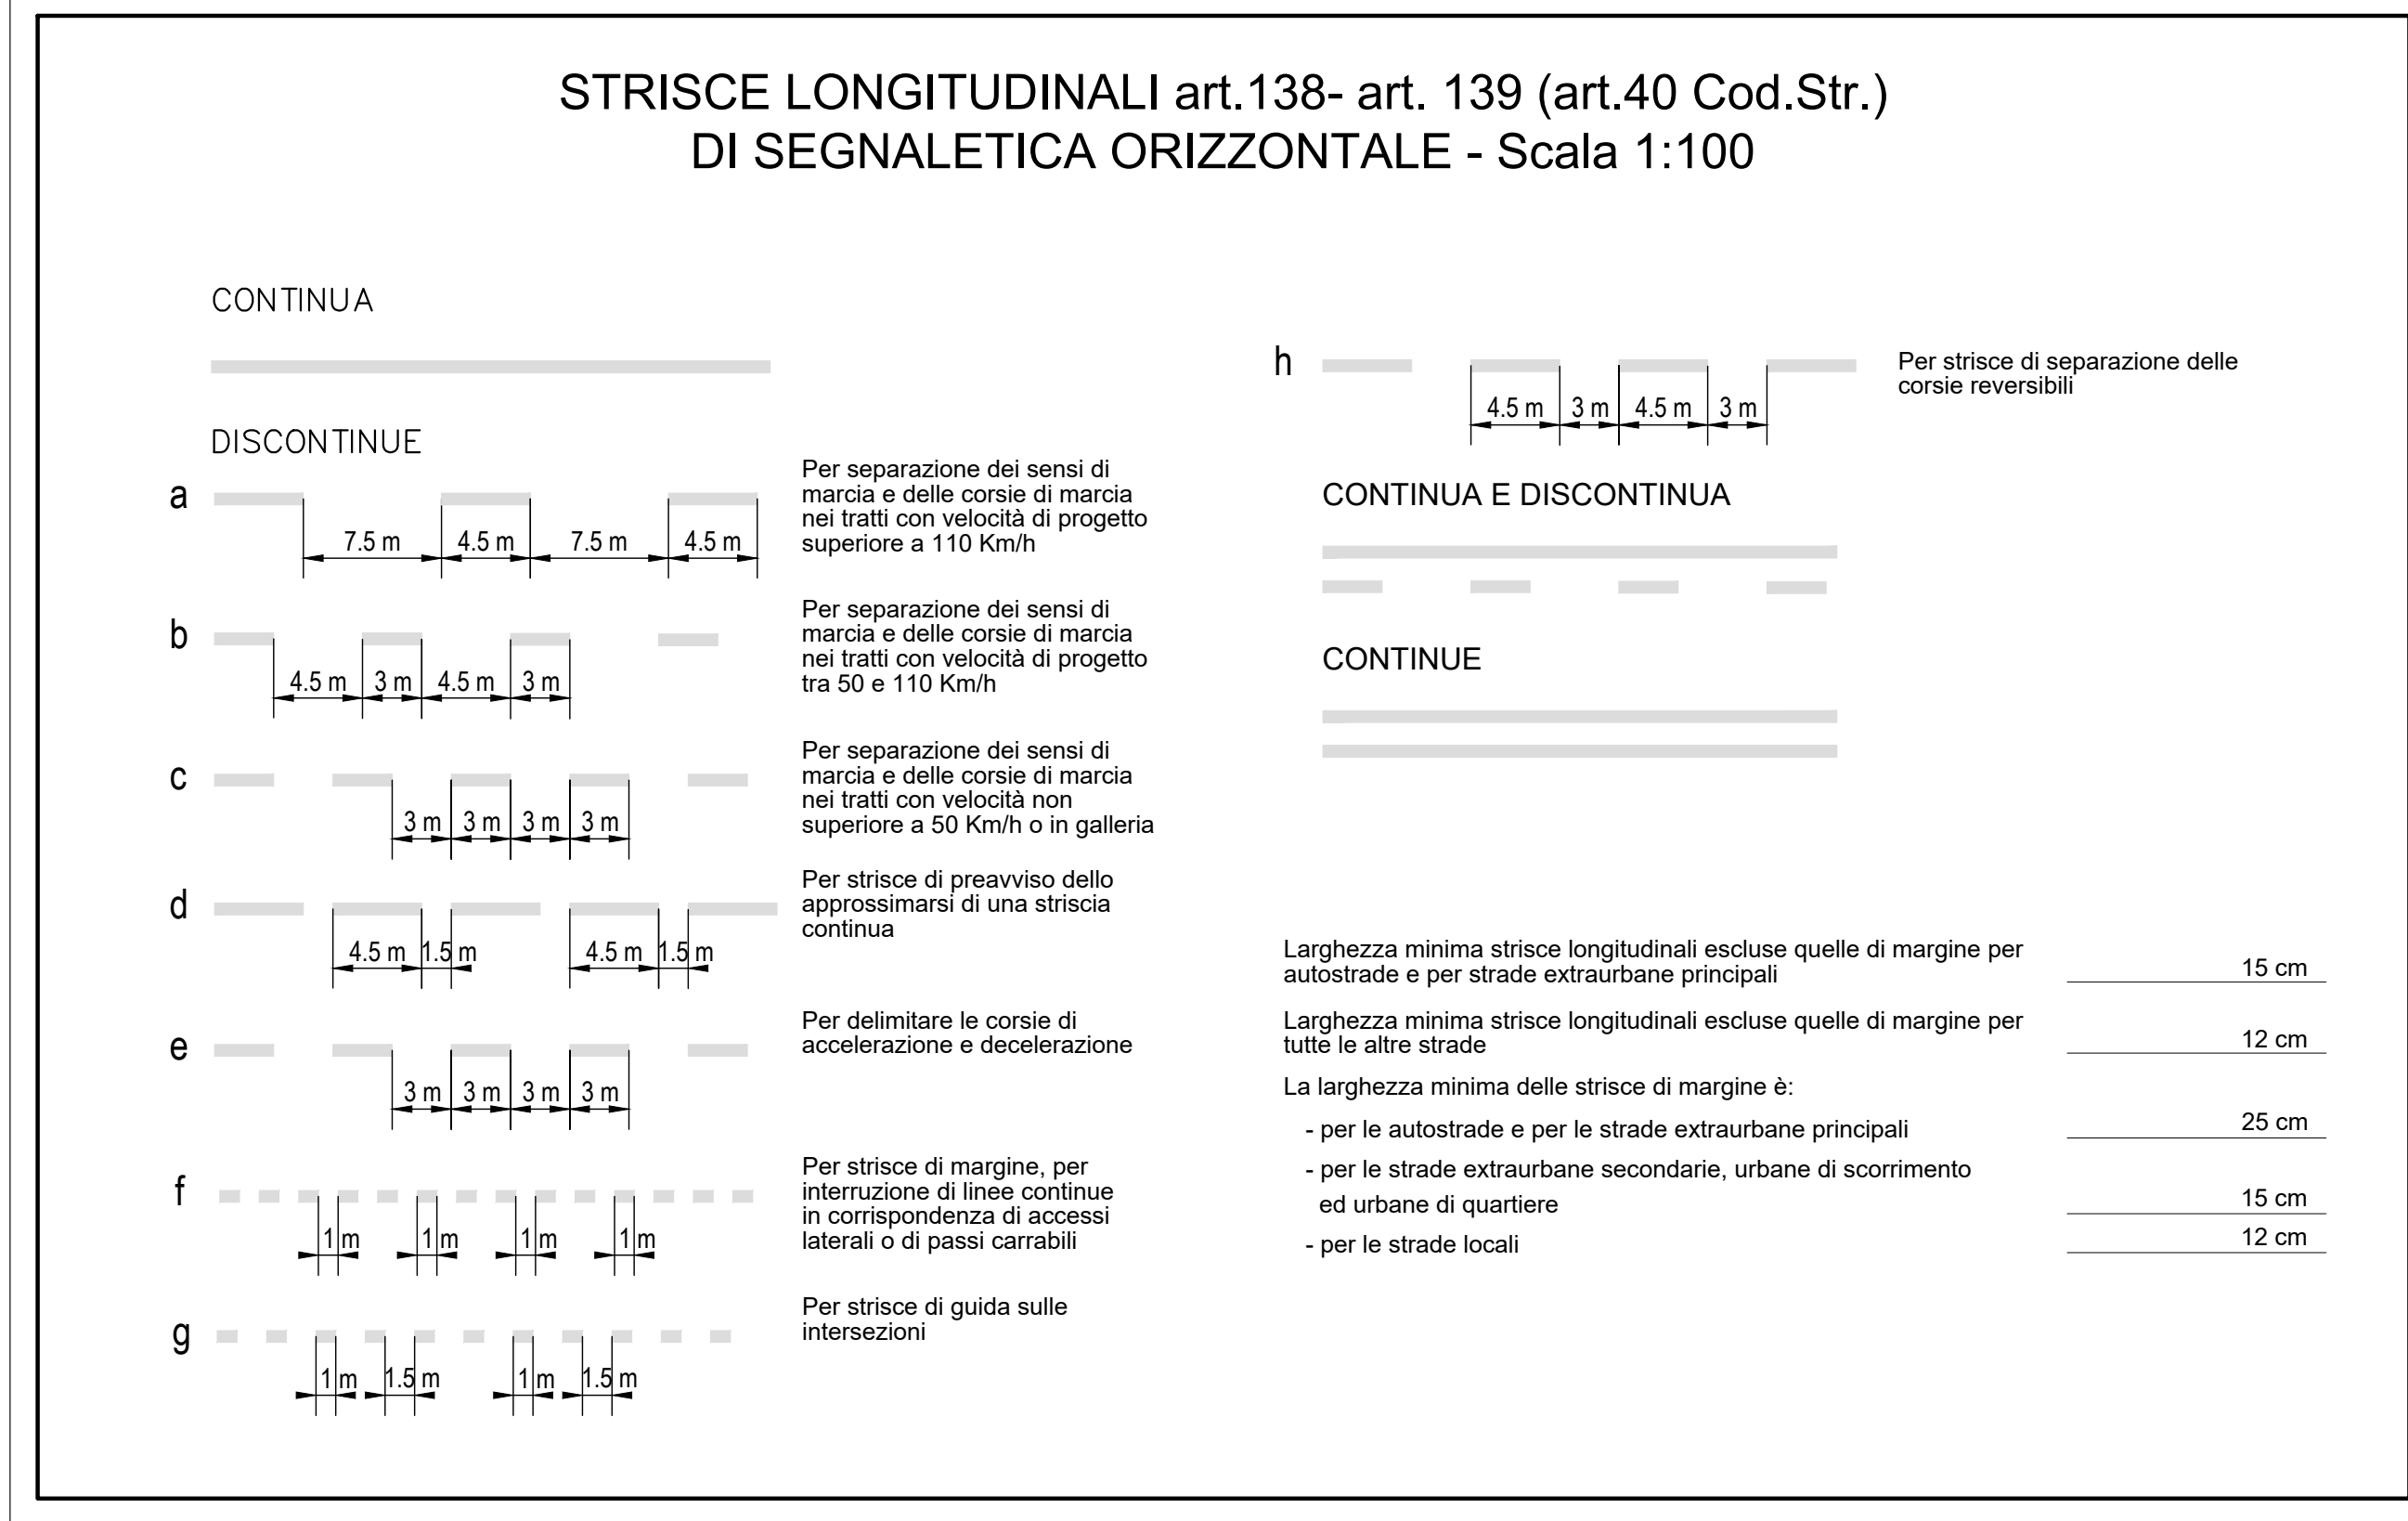 STRISCE LONGITUDINALI art.138- art. 139 (art.40 Cod.Str.)
DI SEGNALETICA ORIZZONTALE - Scala 1:100
CONTINUA
DISCONTINUE
a
7.5 m 4.5 m 7.5 m 4.5 m
Per separazione dei sensi di
marcia e delle corsie di marcia
nei tratti con velocità di progetto
superiore a 110 Km/h
b
4.5 m 3 m 4.5 m 3 m
Per separazione dei sensi di
marcia e delle corsie di marcia
nei tratti con velocità di progetto
tra 50 e 110 Km/h
c
3 m 3 m 3 m 3 m
Per separazione dei sensi di
marcia e delle corsie di marcia
nei tratti con velocità non
superiore a 50 Km/h o in galleria
d
4.5 m 1.5 m 4.5 m 1.5 m
Per strisce di preavviso dello
approssimarsi di una striscia
continua
e
3 m 3 m 3 m 3 m
Per delimitare le corsie di
accelerazione e decelerazione
f
1 m 1 m 1 m 1 m
Per strisce di margine, per
interruzione di linee continue
in corrispondenza di accessi
laterali o di passi carrabili
g
1 m 1.5 m 1 m 1.5 m
Per strisce di guida sulle
intersezioni
h
4.5 m 3 m 4.5 m 3 m
Per strisce di separazione delle
corsie reversibili
CONTINUA E DISCONTINUA
CONTINUE
Larghezza minima strisce longitudinali escluse quelle di margine per
autostrade e per strade extraurbane principali 15 cm
Larghezza minima strisce longitudinali escluse quelle di margine per
tutte le altre strade 12 cm
La larghezza minima delle strisce di margine è:
- per le autostrade e per le strade extraurbane principali 25 cm
- per le strade extraurbane secondarie, urbane di scorrimento
ed urbane di quartiere 15 cm
- per le strade locali 12 cm